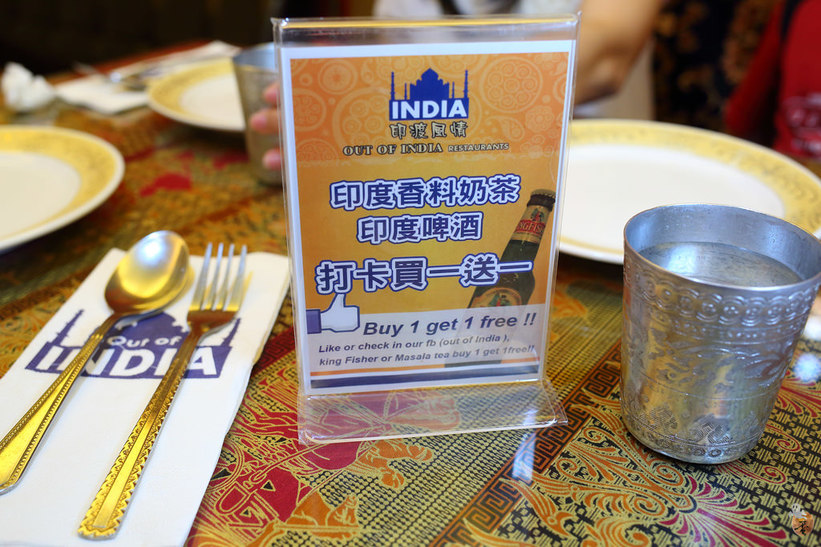 INDIA
印渡風情
OUT OF INDIA RESTAURANTS
印度香料奶茶
印度啤酒
打卡買一送一
Buy 1 get 1 free !!
Like or check in our fb (out of India ),
king Fisher or Masala tea buy 1 get 1free!!
Out of
INDIA